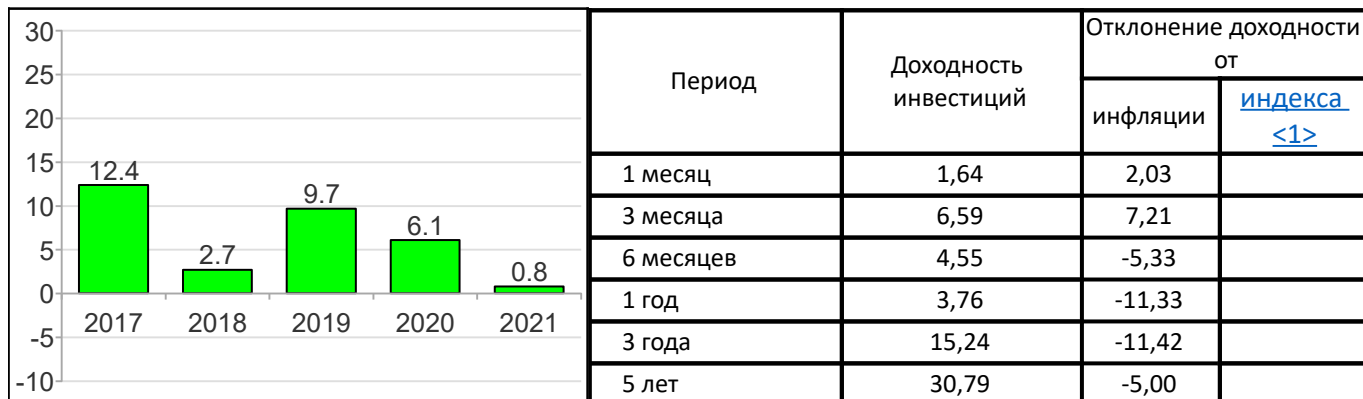 30
25
20
15
10
5
0
-5
-10
12.4
2.7
9.7
6.1
0.8
2017 2018 2019 2020 2021
Период
Доходность
инвестиций
Отклонение доходности
от
инфляции
индекса
<1>
1 месяц 1,64 2,03
3 месяца 6,59 7,21
6 месяцев 4,55 -5,33
1 год 3,76 -11,33
3 года 15,24 -11,42
5 лет 30,79 -5,00